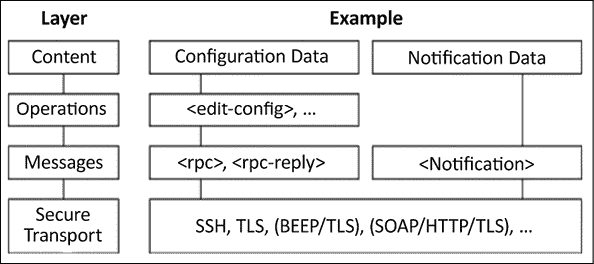 Layer Example
Content Configuration Data Notification Data
Operations <edit-config>, ...
Messages <rpc>, <rpc-reply> <Notification>
Secure
Transport
SSH, TLS, (BEEP/TLS), (SOAP/HTTP/TLS), ...